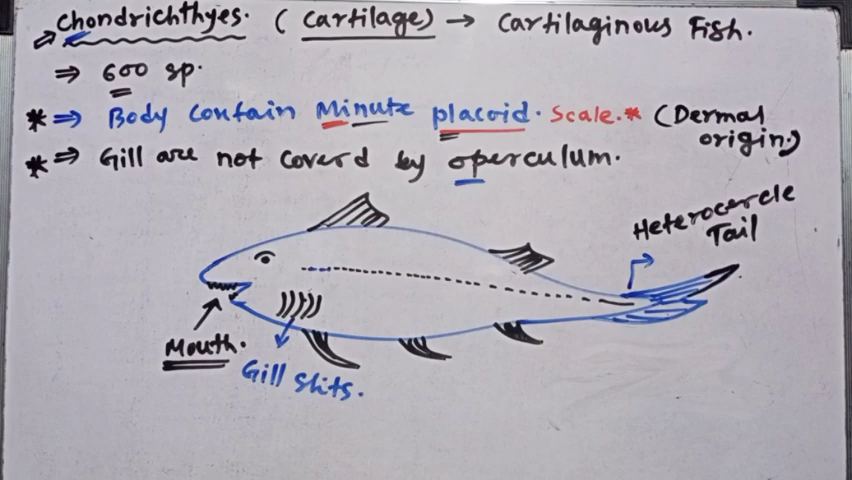 ⇒ Chondrichthyes. (Cartilage) → Cartilaginous Fish.
⇒ 600 sp.
* ⇒ Body contain Minute placoid. Scale.* (Dermal origin)
* ⇒ Gill are not coverd by operculum.
Heterocercle Tail
Mouth.
Gill Slits.